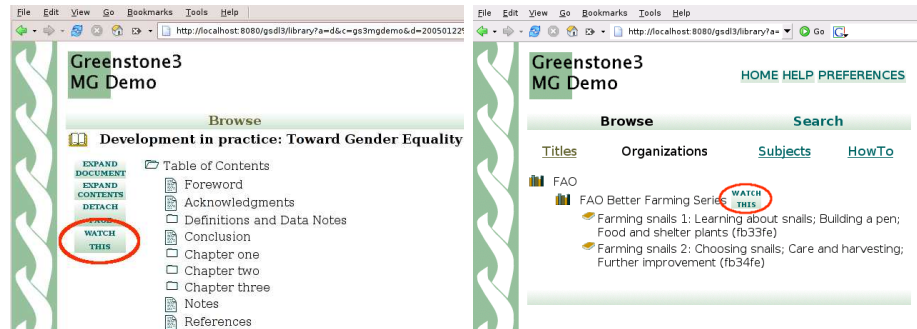 File Edit View Go Bookmarks Tools Help
http://localhost:8080/gsdl3/library?a=d&c=gs3mgdemo&d=20050122
Greenstone3
MG Demo
Browse
Development in practice: Toward Gender Equality
EXPAND
DOCUMENT
EXPAND
CONTENTS
DETACH
PAGE
WATCH
THIS
Table of Contents
Foreword
Acknowledgments
Definitions and Data Notes
Conclusion
Chapter one
Chapter two
Chapter three
Notes
References
File Edit View Go Bookmarks Tools Help
http://localhost:8080/gsdl3/library?a= Go
Greenstone3
MG Demo
HOME HELP PREFERENCES
Browse Search
Titles Organizations Subjects HowTo
FAO
FAO Better Farming Series
WATCH
THIS
Farming snails 1: Learning about snails; Building a pen;
Food and shelter plants (fb33fe)
Farming snails 2: Choosing snails; Care and harvesting;
Further improvement (fb34fe)